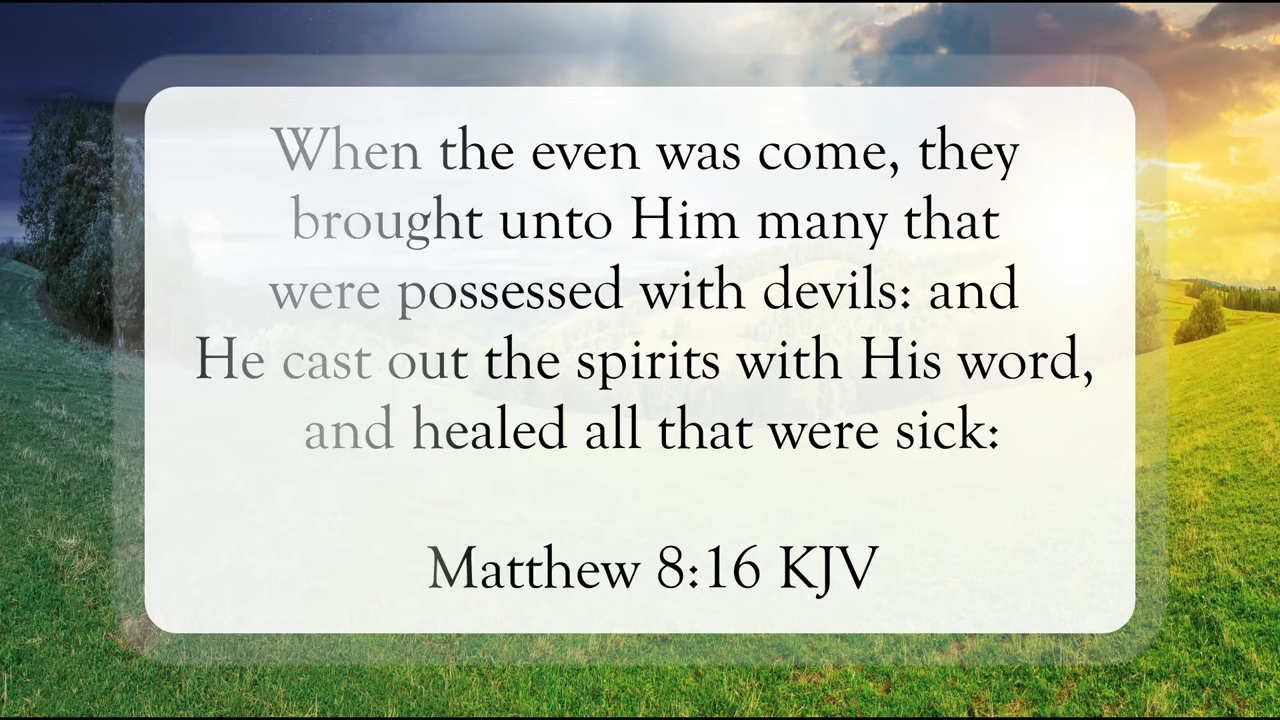 When the even was come, they
brought unto Him many that
were possessed with devils: and
He cast out the spirits with His word,
and healed all that were sick:
Matthew 8:16 KJV